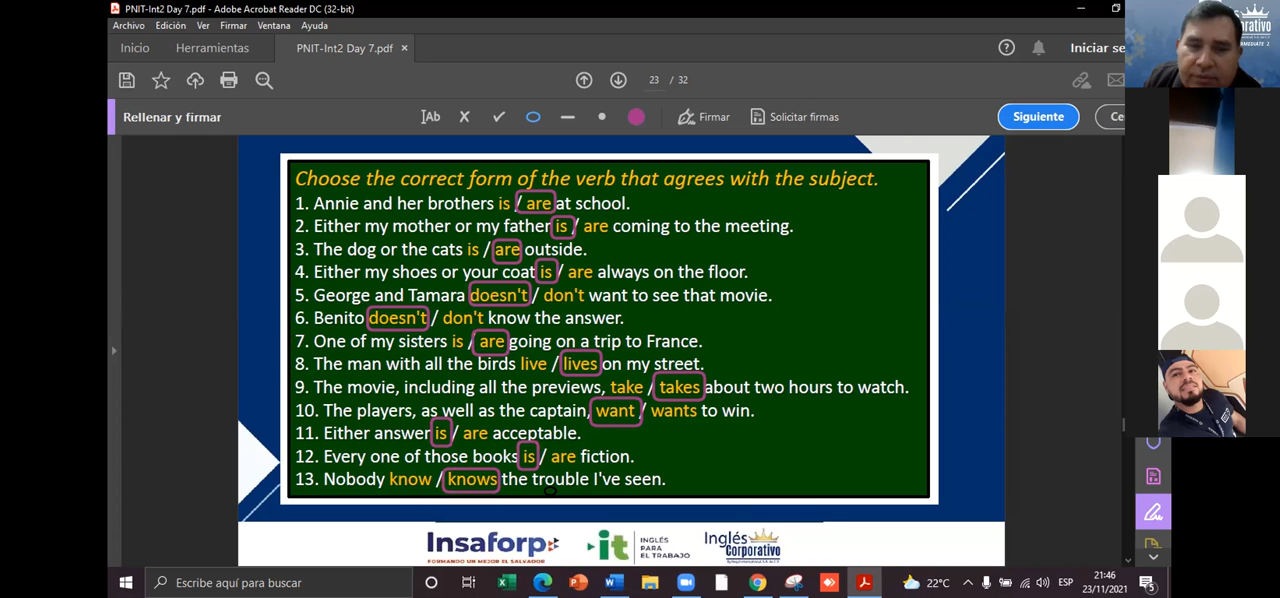 PNIT-Int2 Day 7.pdf - Adobe Acrobat Reader DC (32-bit)
Archivo Edición Ver Firmar Ventana Ayuda
Inicio Herramientas PNIT-Int2 Day 7.pdf × Iniciar se
23 / 32
Rellenar y firmar Ab Firmar Solicitar firmas Siguiente Ce
Choose the correct form of the verb that agrees with the subject.
1. Annie and her brothers is / are at school.
2. Either my mother or my father is / are coming to the meeting.
3. The dog or the cats is / are outside.
4. Either my shoes or your coat is / are always on the floor.
5. George and Tamara doesn't / don't want to see that movie.
6. Benito doesn't / don't know the answer.
7. One of my sisters is / are going on a trip to France.
8. The man with all the birds live / lives on my street.
9. The movie, including all the previews, take / takes about two hours to watch.
10. The players, as well as the captain, want / wants to win.
11. Either answer is / are acceptable.
12. Every one of those books is / are fiction.
13. Nobody know / knows the trouble I've seen.
Insaforp
FORMANDO UN MEJOR EL SALVADOR
it INGLÉS PARA EL TRABAJO
Inglés Corporativo
Escribe aquí para buscar
22°C ESP
21:46
23/11/2021
5